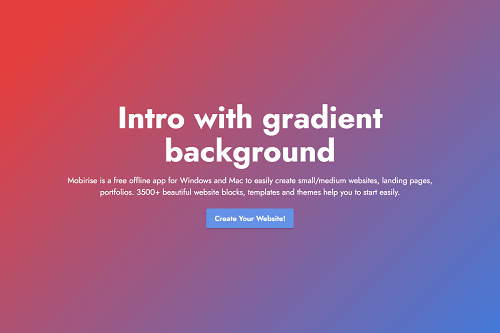 Intro with gradient
background
Mobirise is a free offline app for Windows and Mac to easily create small/medium websites, landing pages,
portfolios. 3500+ beautiful website blocks, templates and themes help you to start easily.
Create Your Website!